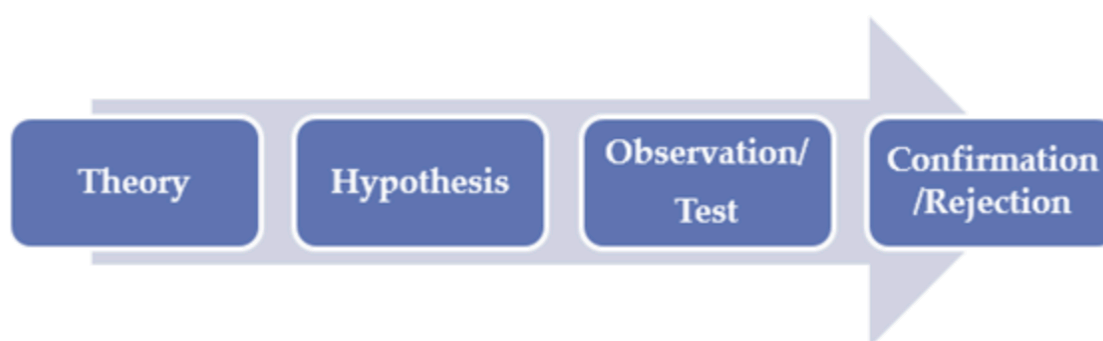 Theory
Hypothesis
Observation/
Test
Confirmation
/Rejection